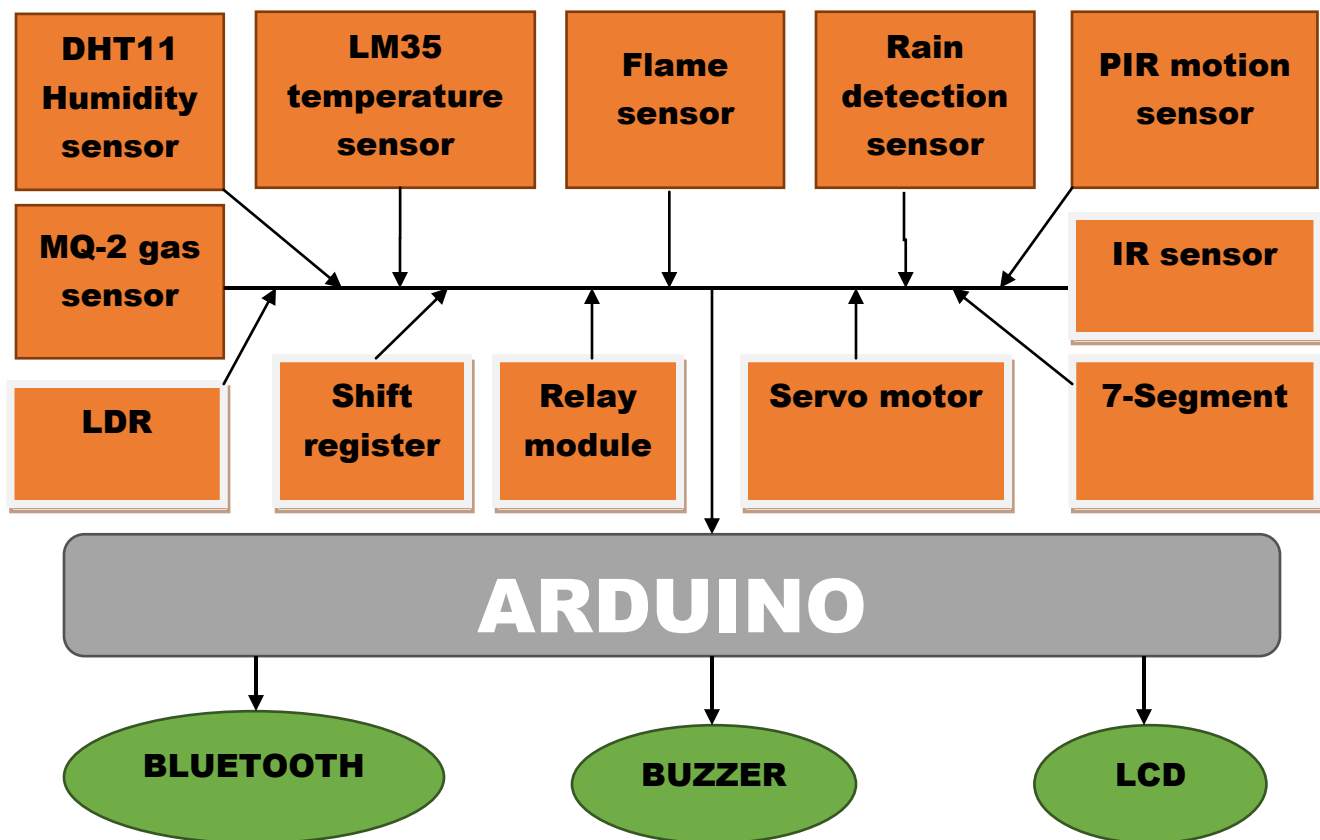 DHT11
Humidity
sensor
LM35
temperature
sensor
Flame
sensor
Rain
detection
sensor
PIR motion
sensor
MQ-2 gas
sensor
IR sensor
LDR
Shift
register
Relay
module
Servo motor
7-Segment
ARDUINO
BLUETOOTH
BUZZER
LCD